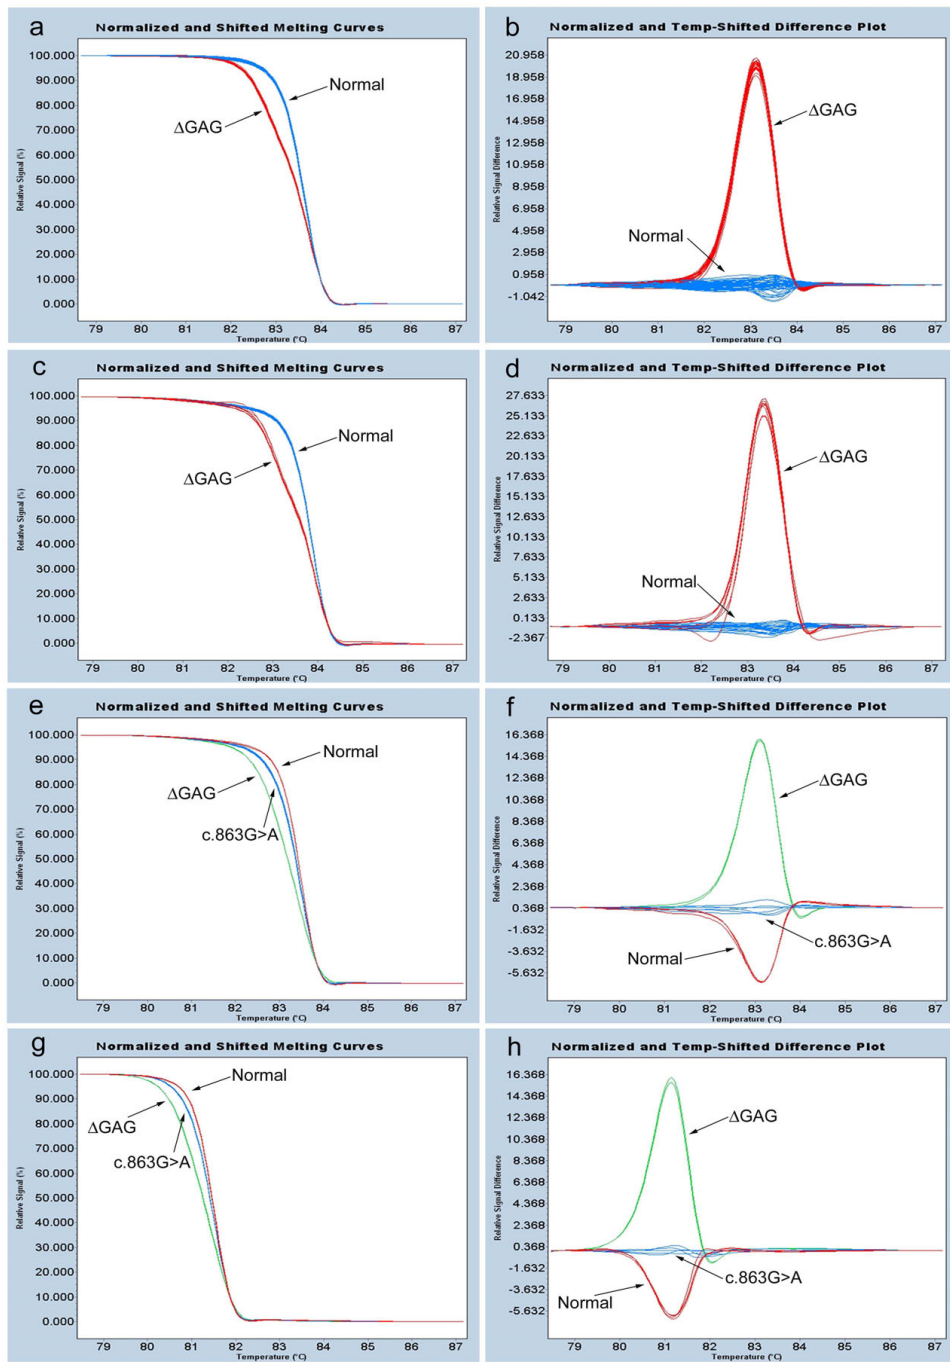 a
Normalized and Shifted Melting Curves
Relative Signal (%)
100.000
90.000
80.000
70.000
60.000
50.000
40.000
30.000
20.000
10.000
0.000
Normal
ΔGAG
79 80 81 82 83 84 85 86 87
Temperature (°C)
b
Normalized and Temp-Shifted Difference Plot
Relative Signal Difference
20.958
18.958
16.958
14.958
12.958
10.958
8.958
6.958
4.958
2.958
0.958
-1.042
ΔGAG
Normal
79 80 81 82 83 84 85 86 87
Temperature (°C)
c
Normalized and Shifted Melting Curves
Relative Signal (%)
100.000
90.000
80.000
70.000
60.000
50.000
40.000
30.000
20.000
10.000
0.000
Normal
ΔGAG
79 80 81 82 83 84 85 86 87
Temperature (°C)
d
Normalized and Temp-Shifted Difference Plot
Relative Signal Difference
27.633
25.133
22.633
20.133
17.633
15.133
12.633
10.133
7.633
5.133
2.633
0.133
-2.367
ΔGAG
Normal
79 80 81 82 83 84 85 86 87
Temperature (°C)
e
Normalized and Shifted Melting Curves
Relative Signal (%)
100.000
90.000
80.000
70.000
60.000
50.000
40.000
30.000
20.000
10.000
0.000
Normal
ΔGAG
c.863G>A
79 80 81 82 83 84 85 86 87
Temperature (°C)
f
Normalized and Temp-Shifted Difference Plot
Relative Signal Difference
16.368
14.368
12.368
10.368
8.368
6.368
4.368
2.368
0.368
-1.632
-3.632
-5.632
ΔGAG
c.863G>A
Normal
79 80 81 82 83 84 85 86 87
Temperature (°C)
g
Normalized and Shifted Melting Curves
Relative Signal (%)
100.000
90.000
80.000
70.000
60.000
50.000
40.000
30.000
20.000
10.000
0.000
Normal
ΔGAG
c.863G>A
79 80 81 82 83 84 85 86 87
Temperature (°C)
h
Normalized and Temp-Shifted Difference Plot
Relative Signal Difference
16.368
14.368
12.368
10.368
8.368
6.368
4.368
2.368
0.368
-1.632
-3.632
-5.632
ΔGAG
c.863G>A
Normal
79 80 81 82 83 84 85 86 87
Temperature (°C)